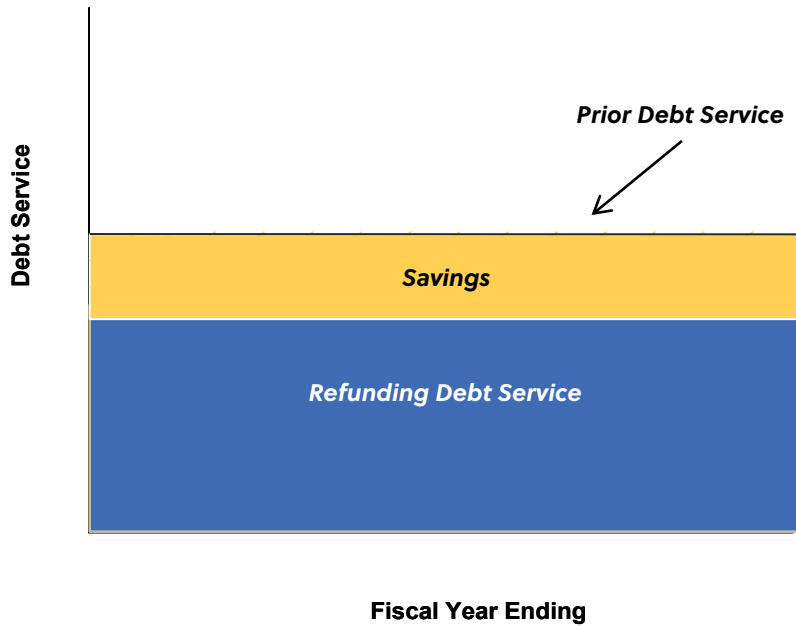 Prior Debt Service
Debt Service
Savings
Refunding Debt Service
Fiscal Year Ending